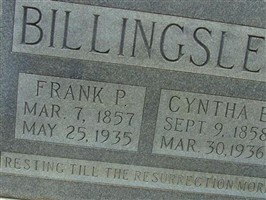 BILLINGSLE
FRANK P.
MAR. 7, 1857
MAY 25, 1935
CYNTHA E
SEPT 9, 1858
MAR. 30, 1936
RESTING TILL THE RESURRECTION MOR